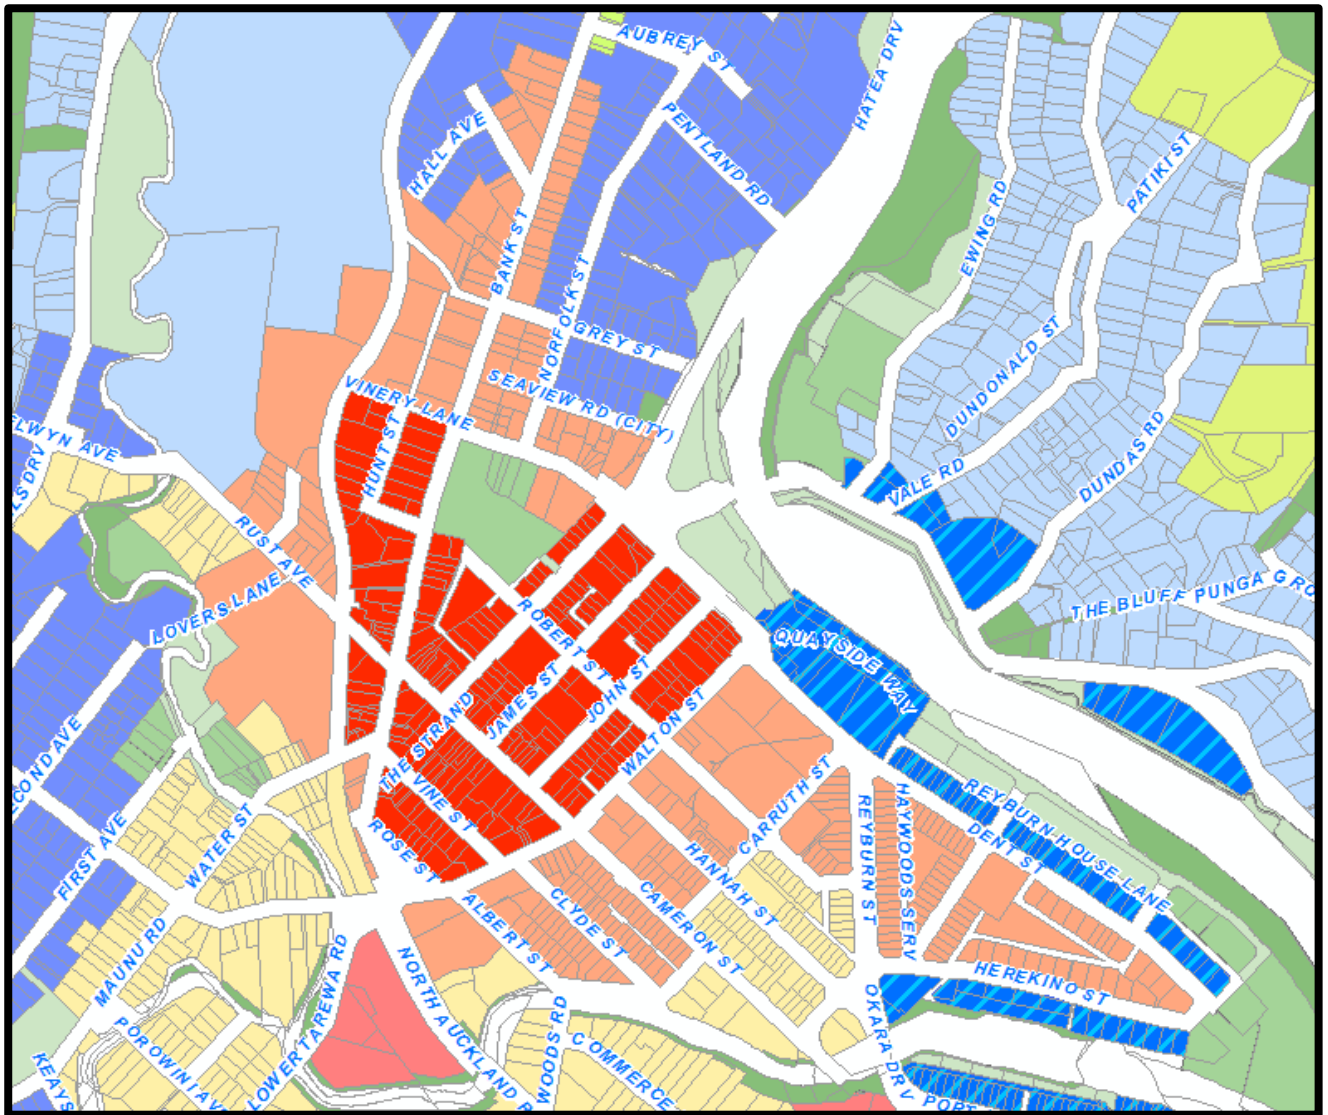 AUBREY ST
HATEA DRV
HALL AVE
PENTLAND RD
PATIKI ST
EWING RD
BANK ST
NORFOLK ST
GREY ST
DUNDONALD ST
VINERY LANE
SEAVIEW RD (CITY)
LWYN AVE
HUNT ST
DUNDAS RD
VALE RD
LS DRV
RUST AVE
LOVERS LANE
ROBERT ST
THE BLUFF
PUNGA GRO
QUAYSIDE WAY
JAMES ST
JOHN ST
THE STRAND
WALTON ST
COND AVE
VINE ST
ROSE ST
CARRUTH ST
REYBURN ST
HAYWOODS SERV
REYBURN HOUSE LANE
DENT ST
FIRST AVE
WATER ST
HANNAH ST
CAMERON ST
CLYDE ST
ALBERT ST
MAUNU RD
LOWER TAREWA RD
NORTH AUCKLAND R
WOODS RD
HEREKINO ST
OKARA DRV
POROWINI AVE
COMMERCE
KEAYS
PORT